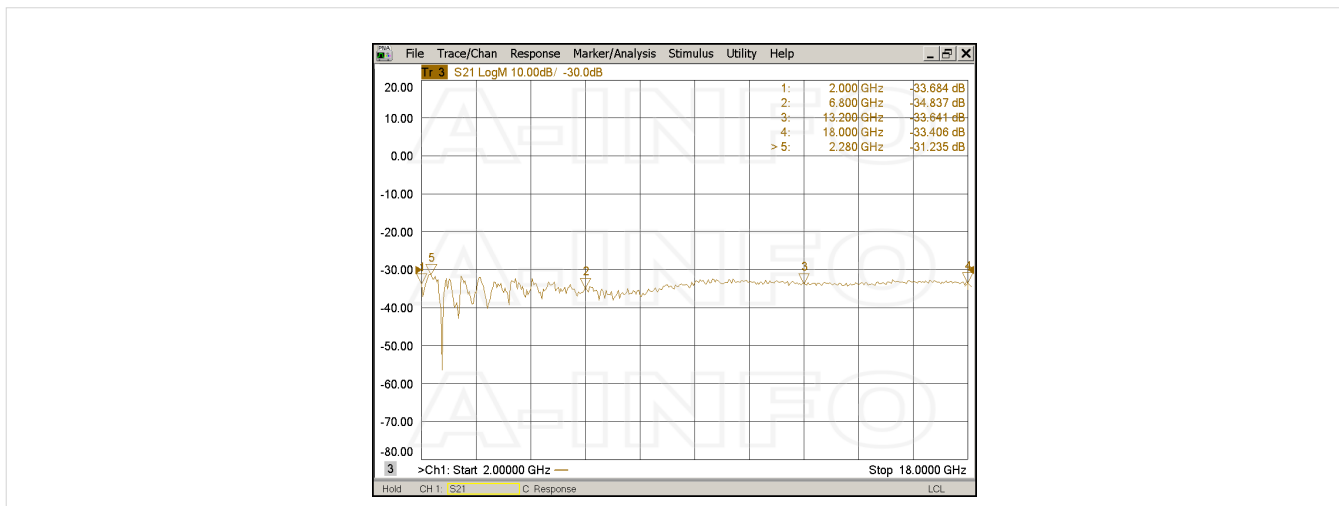 PNA
File Trace/Chan Response Marker/Analysis Stimulus Utility Help
Tr 3 S21 LogM 10.00dB/ -30.0dB
20.00
10.00
0.00
-10.00
-20.00
-30.00
-40.00
-50.00
-60.00
-70.00
-80.00
1: 2.000 GHz -33.684 dB
2: 6.800 GHz -34.837 dB
3: 13.200 GHz -33.641 dB
4: 18.000 GHz -33.406 dB
> 5: 2.280 GHz -31.235 dB
A-INFO
A-INFO
A-INFO
1
5
2
3
4
3 >Ch1: Start 2.00000 GHz — Stop 18.0000 GHz
Hold CH 1: S21 C Response LCL